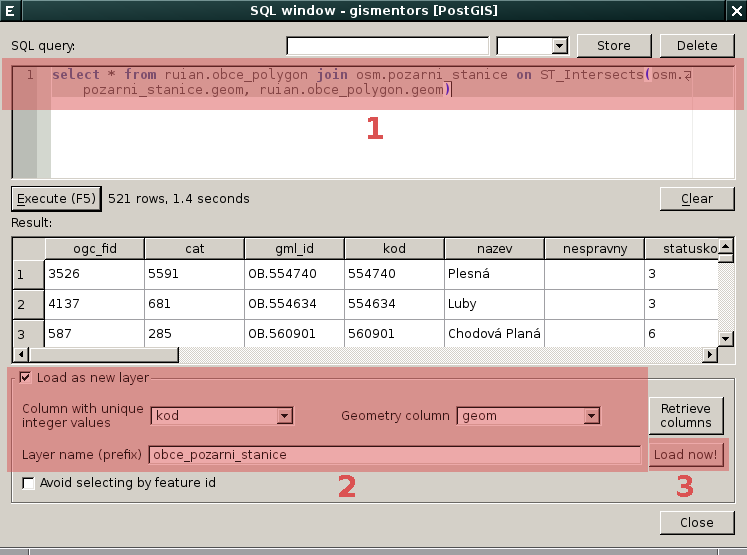 SQL window - gismentors [PostGIS]
SQL query:
Store
Delete
1 select * from ruian.obce_polygon join osm.pozarni_stanice on ST_Intersects(osm.
pozarni_stanice.geom, ruian.obce_polygon.geom)
1
Execute (F5) 521 rows, 1.4 seconds
Clear
Result:
ogc_fid cat gml_id kod nazev nespravny statusko
1 3526 5591 OB.554740 554740 Plesná 3
2 4137 681 OB.554634 554634 Luby 3
3 587 285 OB.560901 560901 Chodová Planá 6
Load as new layer
Column with unique
integer values
kod
Geometry column
geom
Retrieve
columns
Layer name (prefix) obce_pozarni_stanice
Load now!
Avoid selecting by feature id
2
3
Close